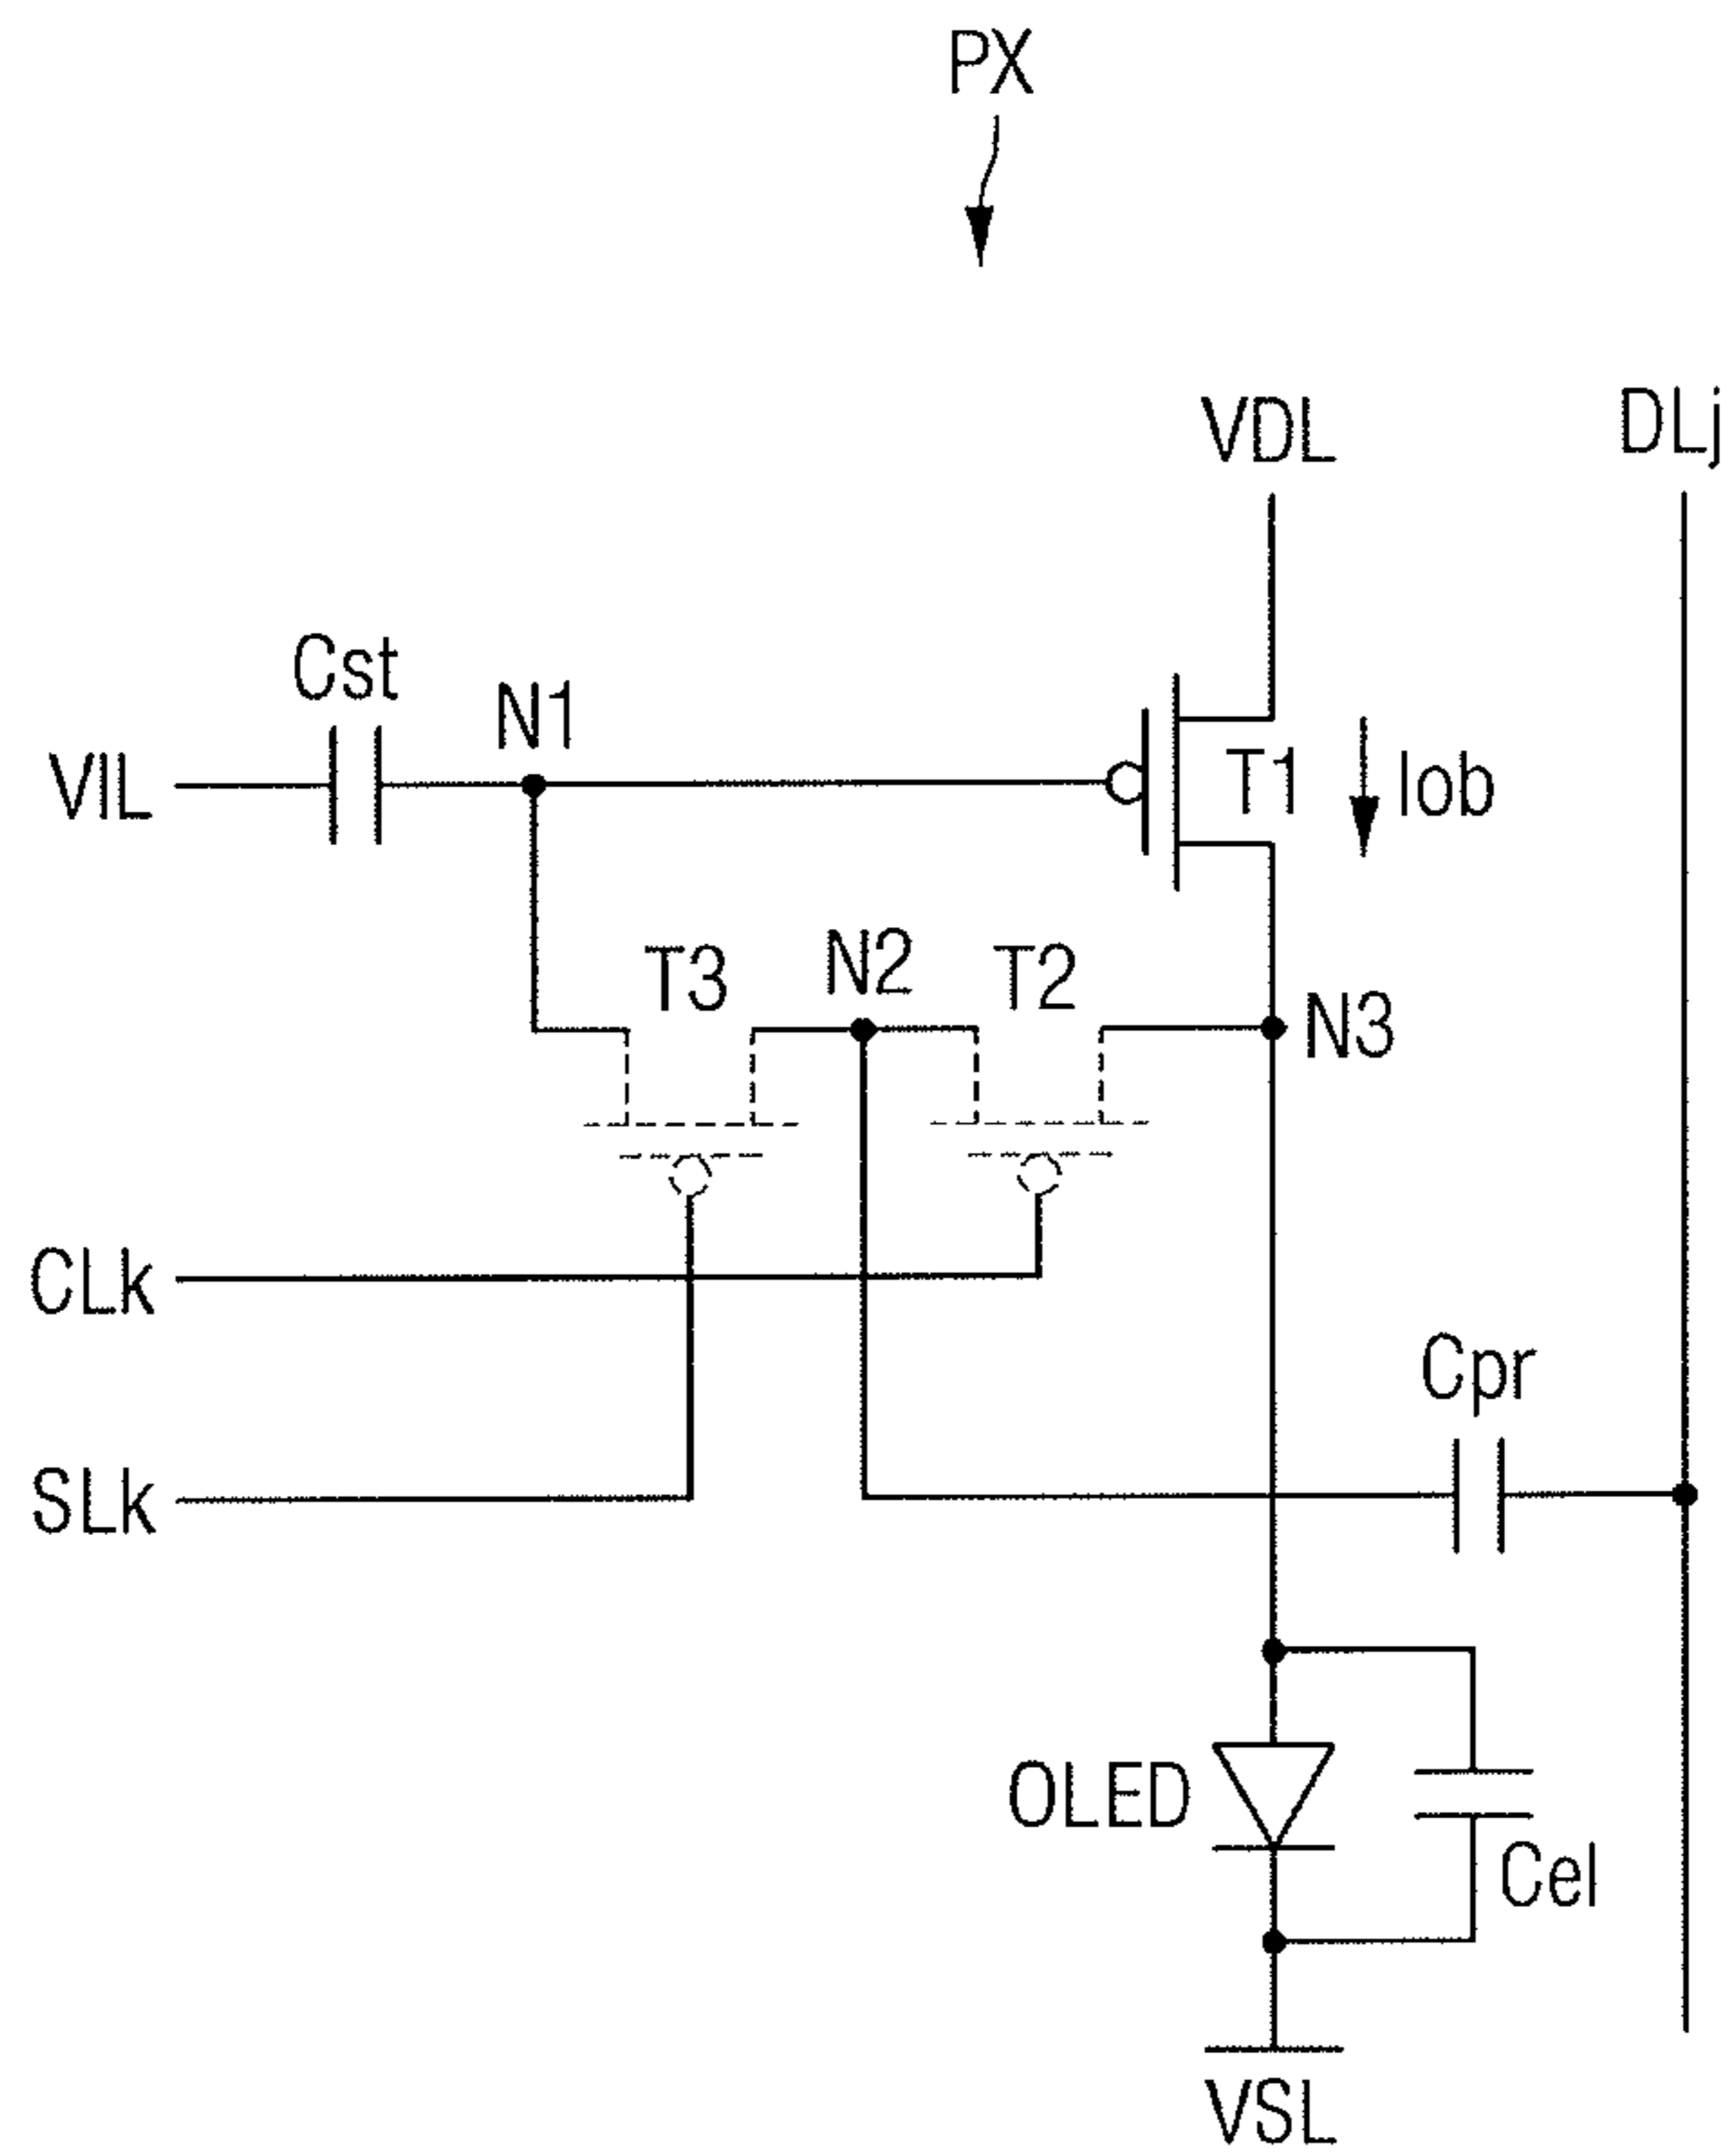 PX
VDL
DLj
Cst
N1
VIL
T1
Iob
T3
N2
T2
N3
CLk
Cpr
SLk
OLED
Cel
VSL